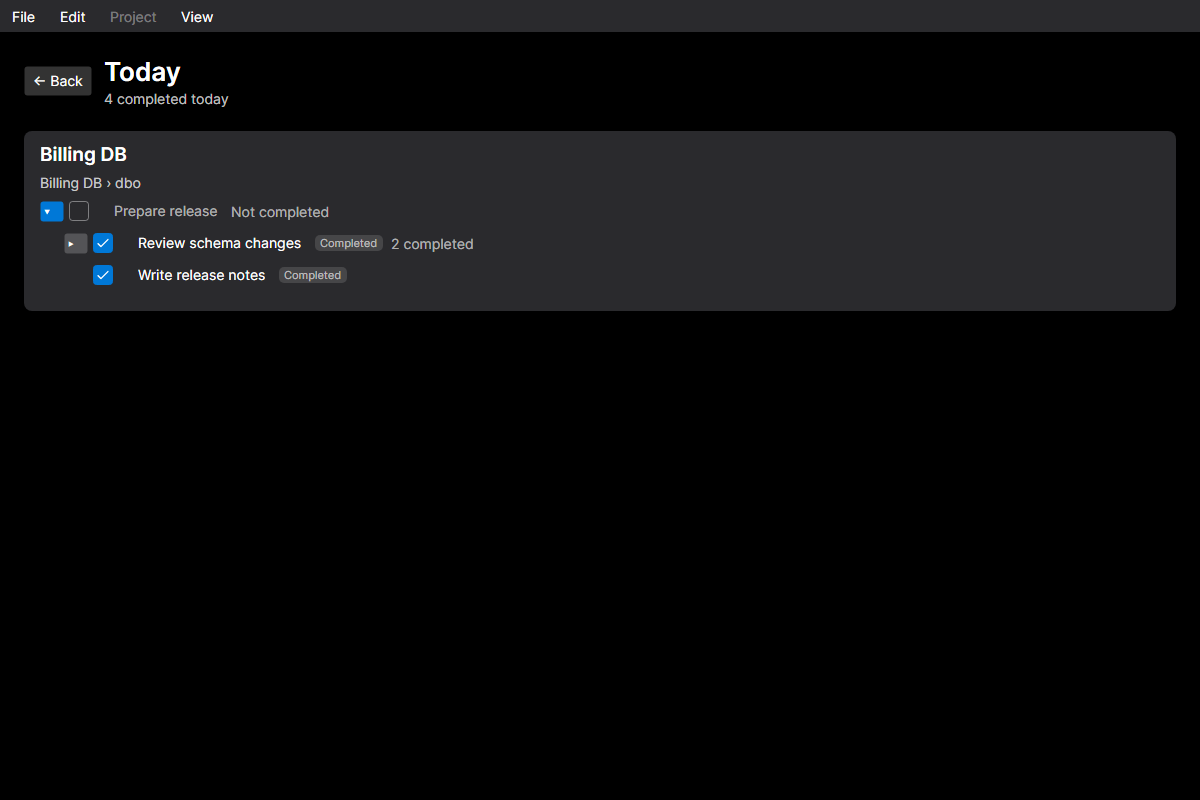 File Edit Project View
← Back
Today
4 completed today
Billing DB
Billing DB › dbo
Prepare release Not completed
Review schema changes Completed 2 completed
Write release notes Completed